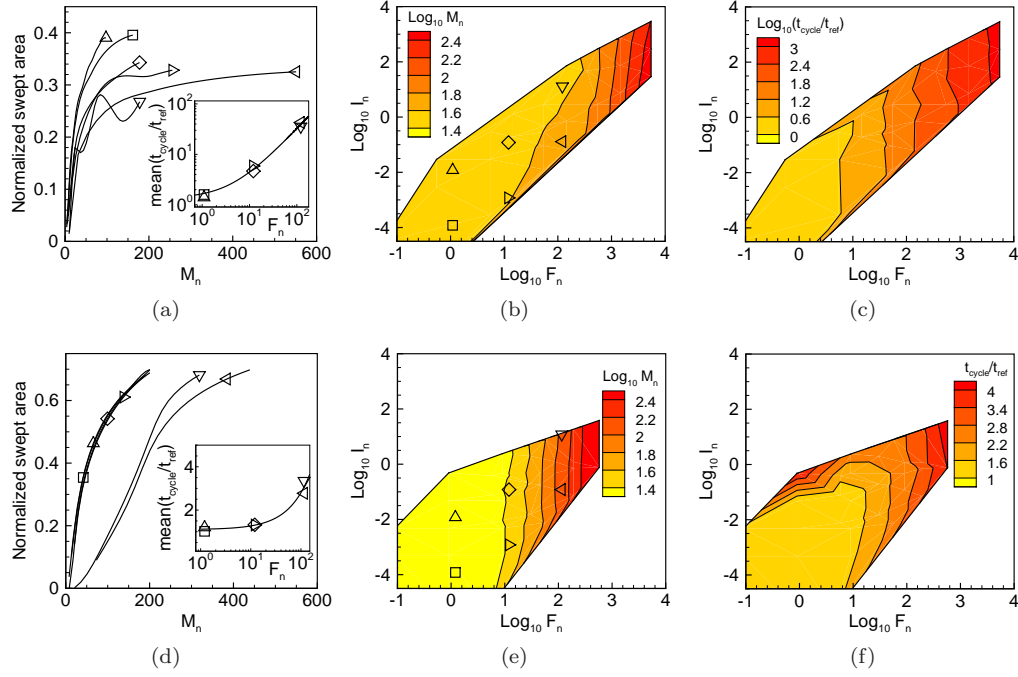 Normalized swept area
0.4
0.3
0.2
0.1
0
0 100 200 300 400 500 600
M_n
mean(t_cycle/t_ref)
10^2
10^1
10^0
10^0 10^1 10^2
F_n
(a)
Log_10 M_n
2.4
2.2
2
1.8
1.6
1.4
Log_10 I_n
4
2
0
-2
-4
-1 0 1 2 3 4
Log_10 F_n
(b)
Log_10(t_cycle/t_ref)
3
2.4
1.8
1.2
0.6
0
Log_10 I_n
4
2
0
-2
-4
-1 0 1 2 3 4
Log_10 F_n
(c)
Normalized swept area
0.6
0.4
0.2
0
0 100 200 300 400 500 600
M_n
mean(t_cycle/t_ref)
4
2
10^0 10^1 10^2
F_n
(d)
Log_10 M_n
2.4
2.2
2
1.8
1.6
1.4
Log_10 I_n
4
2
0
-2
-4
-1 0 1 2 3 4
Log_10 F_n
(e)
t_cycle/t_ref
4
3.4
2.8
2.2
1.6
1
Log_10 I_n
4
2
0
-2
-4
-1 0 1 2 3 4
Log_10 F_n
(f)